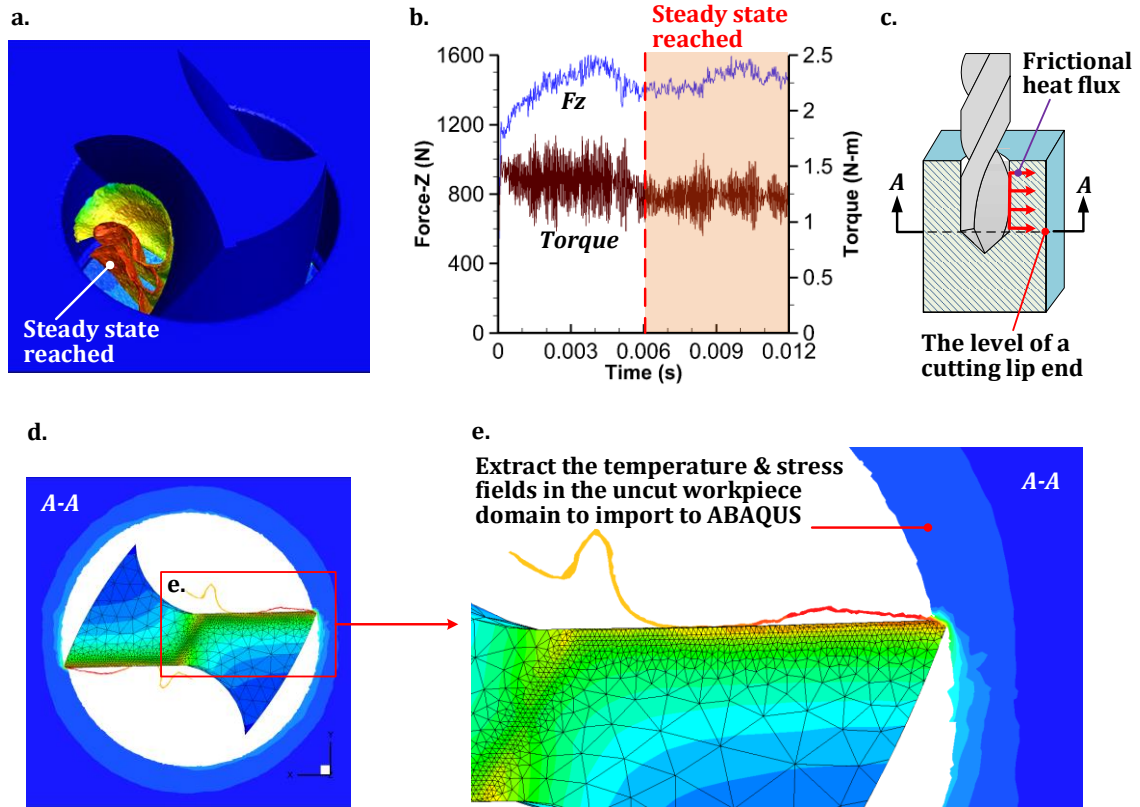 a.
Steady state
reached
b.
Steady state
reached
1600
1200
1400
800
400
0
Force-Z (N)
Fz
Torque
2.5
2
1.5
1
0.5
0
Torque (N-m)
0
0.003
0.006
0.009
0.012
Time (s)
c.
Frictional
heat flux
A
A
The level of a
cutting lip end
d.
A-A
e.
Y
X
Z
e.
Extract the temperature & stress
fields in the uncut workpiece
domain to import to ABAQUS
A-A